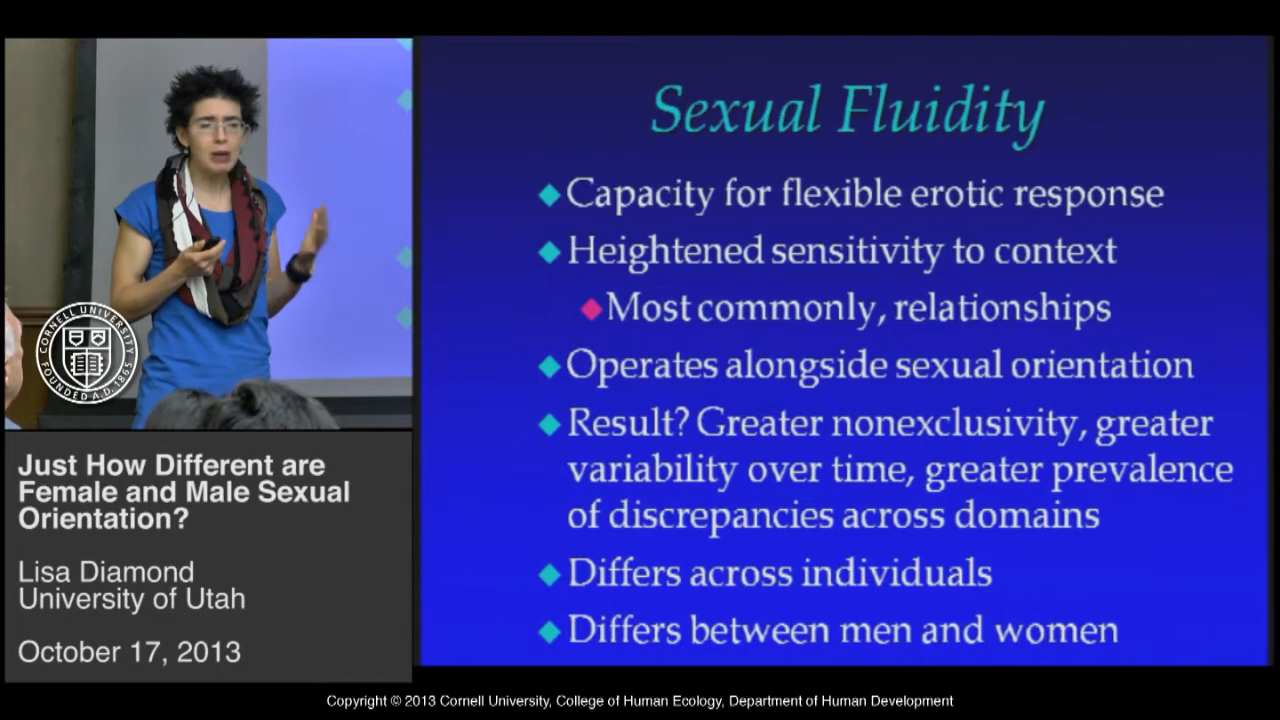 Sexual Fluidity
Capacity for flexible erotic response
Heightened sensitivity to context
Most commonly, relationships
Operates alongside sexual orientation
Result? Greater nonexclusivity, greater
variability over time, greater prevalence
of discrepancies across domains
Differs across individuals
Differs between men and women
CORNELL UNIVERSITY
FOUNDED A.D. 1865
Just How Different are
Female and Male Sexual
Orientation?
Lisa Diamond
University of Utah
October 17, 2013
Copyright © 2013 Cornell University, College of Human Ecology, Department of Human Development